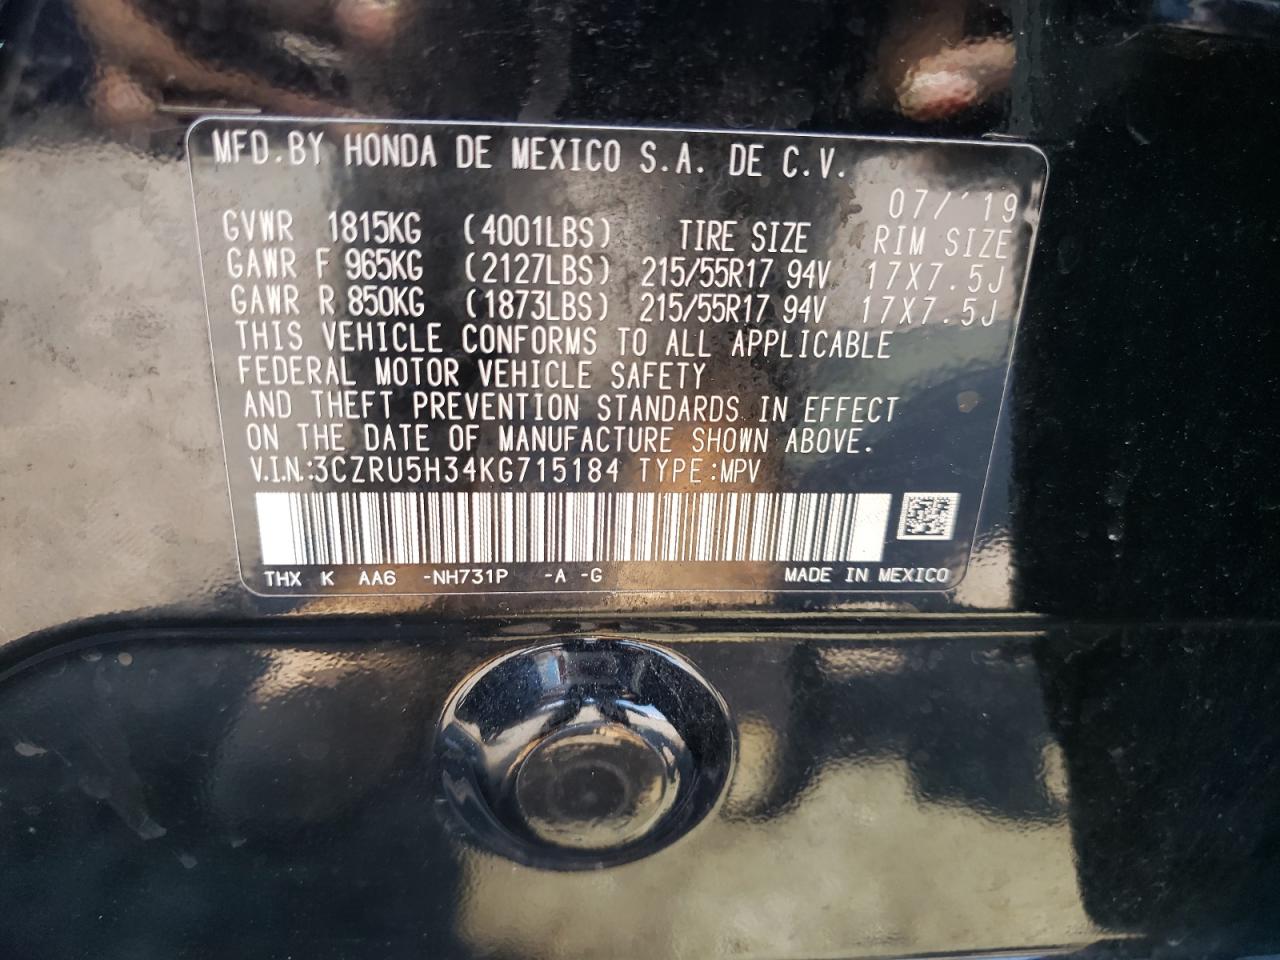 MFD.BY HONDA DE MEXICO S.A. DE C.V.
07/'19
GVWR 1815KG (4001LBS) TIRE SIZE RIM SIZE
GAWR F 965KG (2127LBS) 215/55R17 94V 17X7.5J
GAWR R 850KG (1873LBS) 215/55R17 94V 17X7.5J
THIS VEHICLE CONFORMS TO ALL APPLICABLE
FEDERAL MOTOR VEHICLE SAFETY
AND THEFT PREVENTION STANDARDS IN EFFECT
ON THE DATE OF MANUFACTURE SHOWN ABOVE.
V.I.N.:3CZRU5H34KG715184 TYPE:MPV
THX K AA6 -NH731P -A -G MADE IN MEXICO